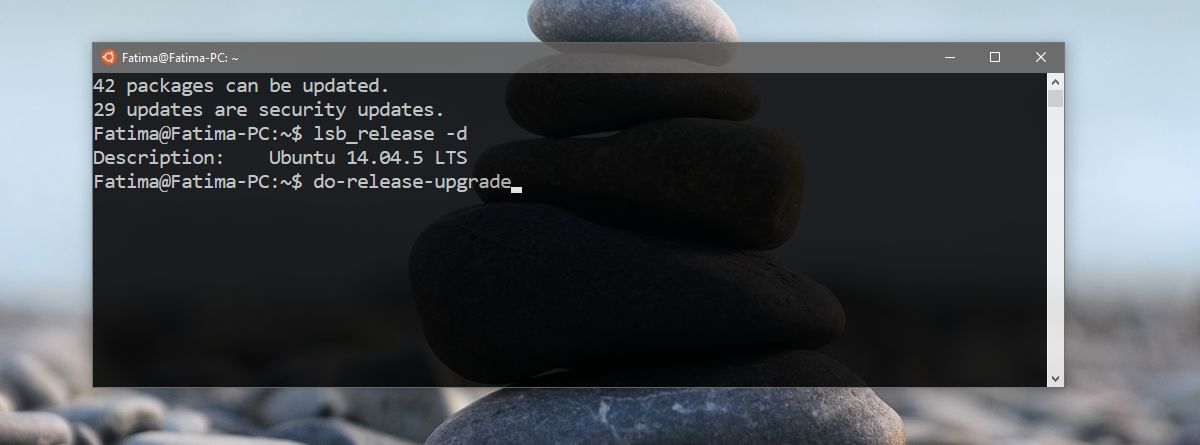 Fatima@Fatima-PC: ~
42 packages can be updated.
29 updates are security updates.
Fatima@Fatima-PC:~$ lsb_release -d
Description:    Ubuntu 14.04.5 LTS
Fatima@Fatima-PC:~$ do-release-upgrade